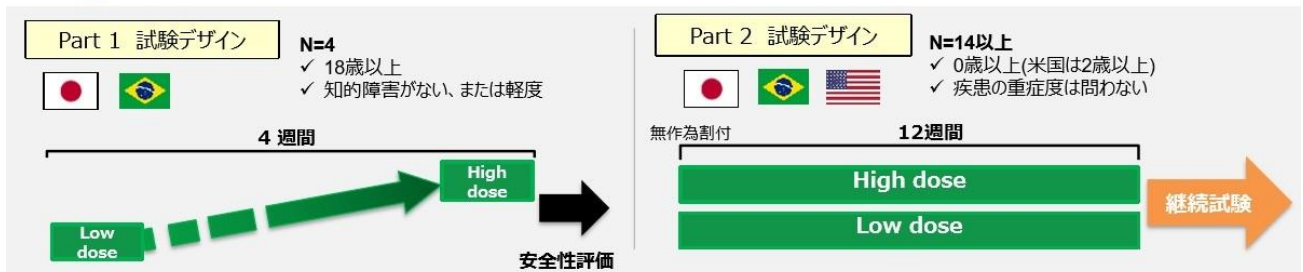 Part 1 試験デザイン
N=4
✓ 18歳以上
✓ 知的障害がない、または軽度
4 週間
Low
dose
High
dose
安全性評価
Part 2 試験デザイン
N=14以上
✓ 0歳以上(米国は2歳以上)
✓ 疾患の重症度は問わない
無作為割付
12週間
High dose
Low dose
継続試験